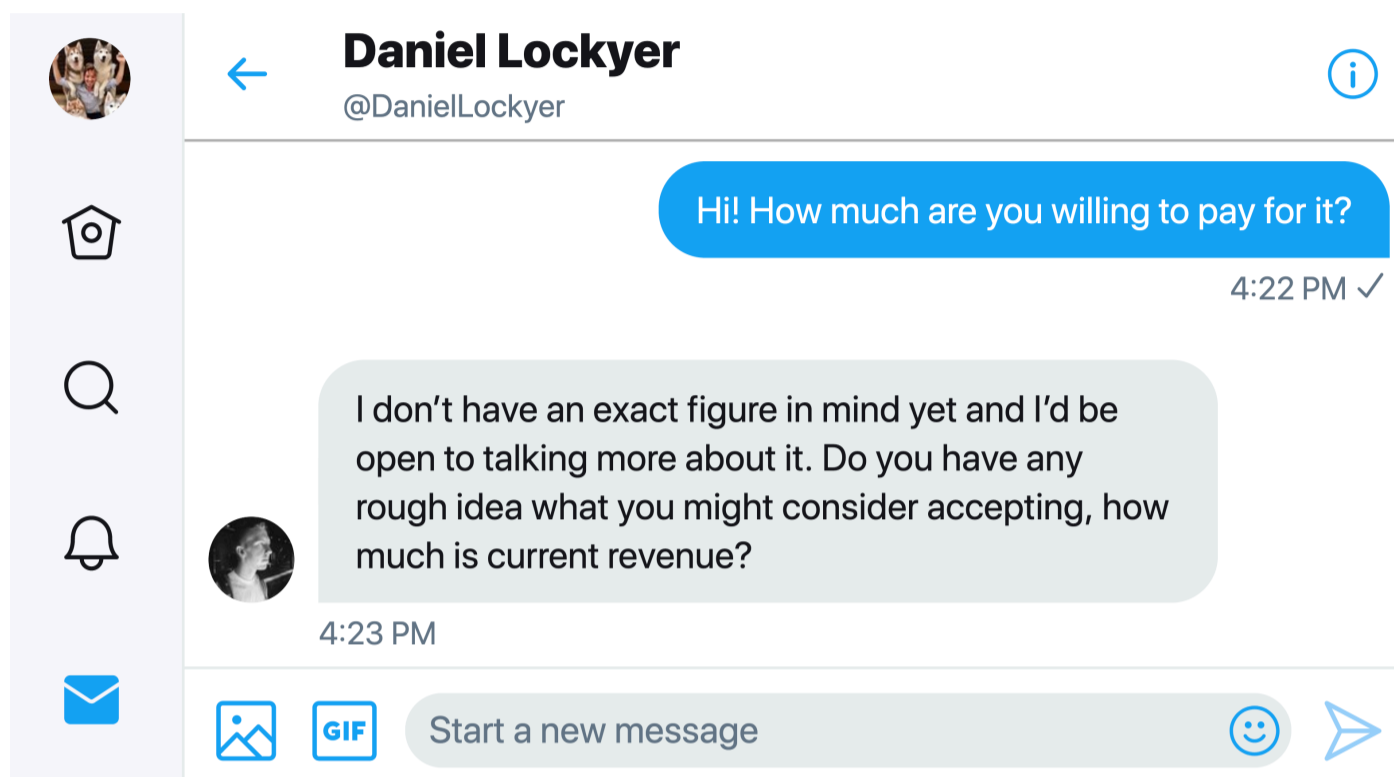 Daniel Lockyer
@DanielLockyer
Hi! How much are you willing to pay for it?
4:22 PM
I don’t have an exact figure in mind yet and I’d be
open to talking more about it. Do you have any
rough idea what you might consider accepting, how
much is current revenue?
4:23 PM
GIF
Start a new message